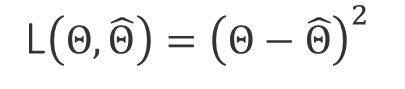 L(Θ, Θ̂) = (Θ − Θ̂)²